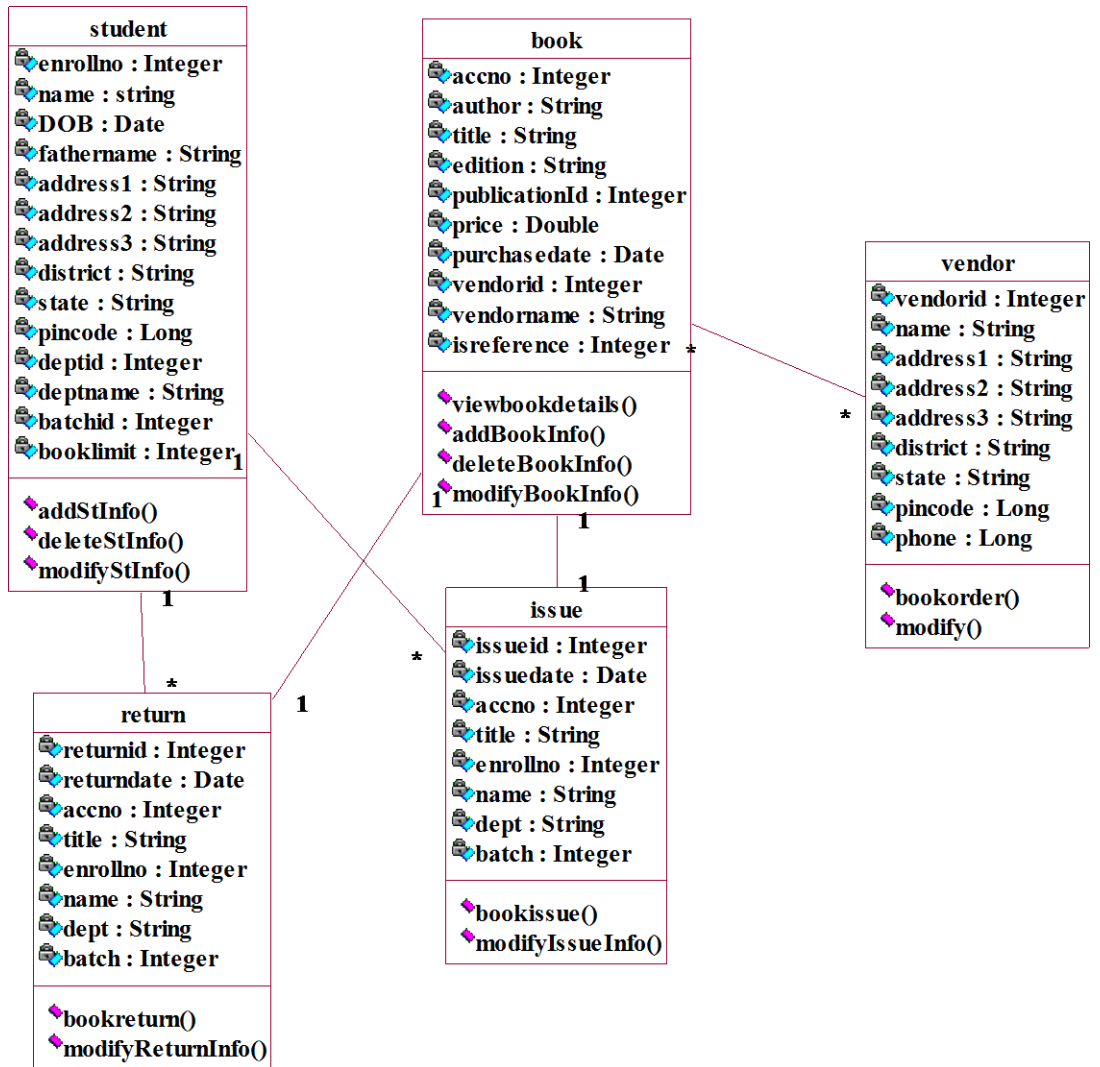 student
enrollno : Integer
name : string
DOB : Date
fathername : String
address1 : String
address2 : String
address3 : String
district : String
state : String
pincode : Long
deptid : Integer
deptname : String
batchid : Integer
booklimit : Integer
1
addStInfo()
deleteStInfo()
modifyStInfo()
1
*
book
accno : Integer
author : String
title : String
edition : String
publicationId : Integer
price : Double
purchasedate : Date
vendorid : Integer
vendorname : String
isreference : Integer
*
viewbookdetails()
addBookInfo()
deleteBookInfo()
modifyBookInfo()
1
1
*
vendor
vendorid : Integer
name : String
address1 : String
address2 : String
address3 : String
district : String
state : String
pincode : Long
phone : Long
bookorder()
modify()
return
1
returnid : Integer
returndate : Date
accno : Integer
title : String
enrollno : Integer
name : String
dept : String
batch : Integer
bookreturn()
modifyReturnInfo()
1
*
issue
issueid : Integer
issuedate : Date
accno : Integer
title : String
enrollno : Integer
name : String
dept : String
batch : Integer
bookissue()
modifyIssueInfo()